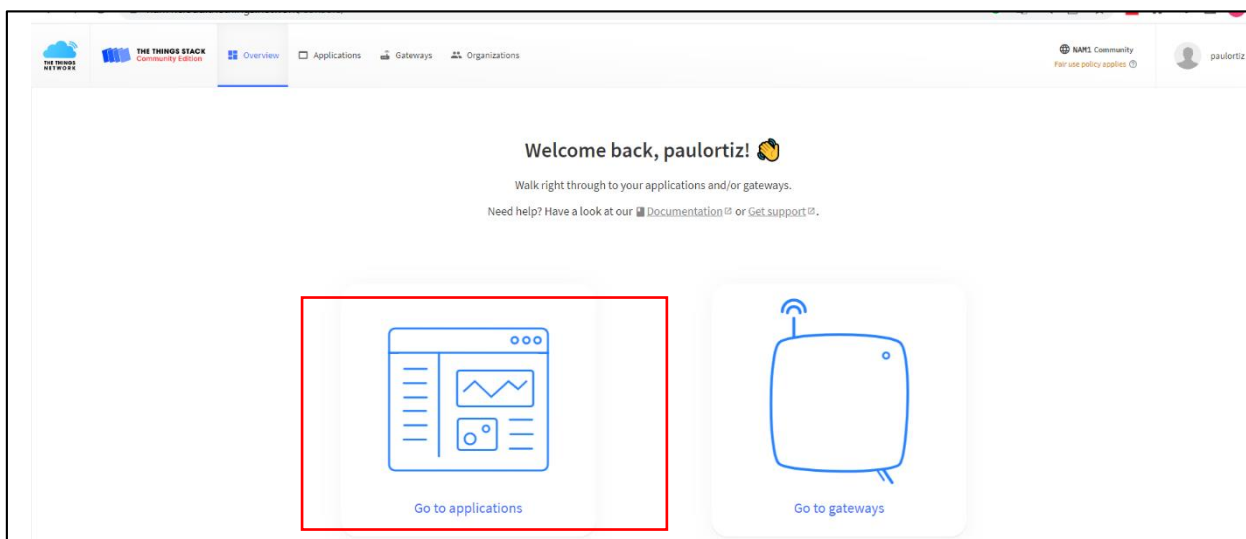 THE THINGS
NETWORK
THE THINGS STACK
Community Edition
Overview
Applications
Gateways
Organizations
NAM1 Community
Fair use policy applies
paulortiz
Welcome back, paulortiz!
Walk right through to your applications and/or gateways.
Need help? Have a look at our Documentation or Get support.
Go to applications
Go to gateways